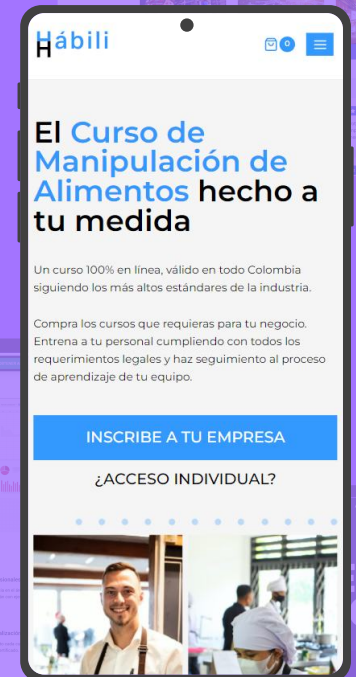 Hábili
0
El Curso de
Manipulación de
Alimentos hecho a
tu medida
Un curso 100% en línea, válido en todo Colombia
siguiendo los más altos estándares de la industria.
Compra los cursos que requieras para tu negocio.
Entrena a tu personal cumpliendo con todos los
requerimientos legales y haz seguimiento al proceso
de aprendizaje de tu equipo.
INSCRIBE A TU EMPRESA
¿ACCESO INDIVIDUAL?